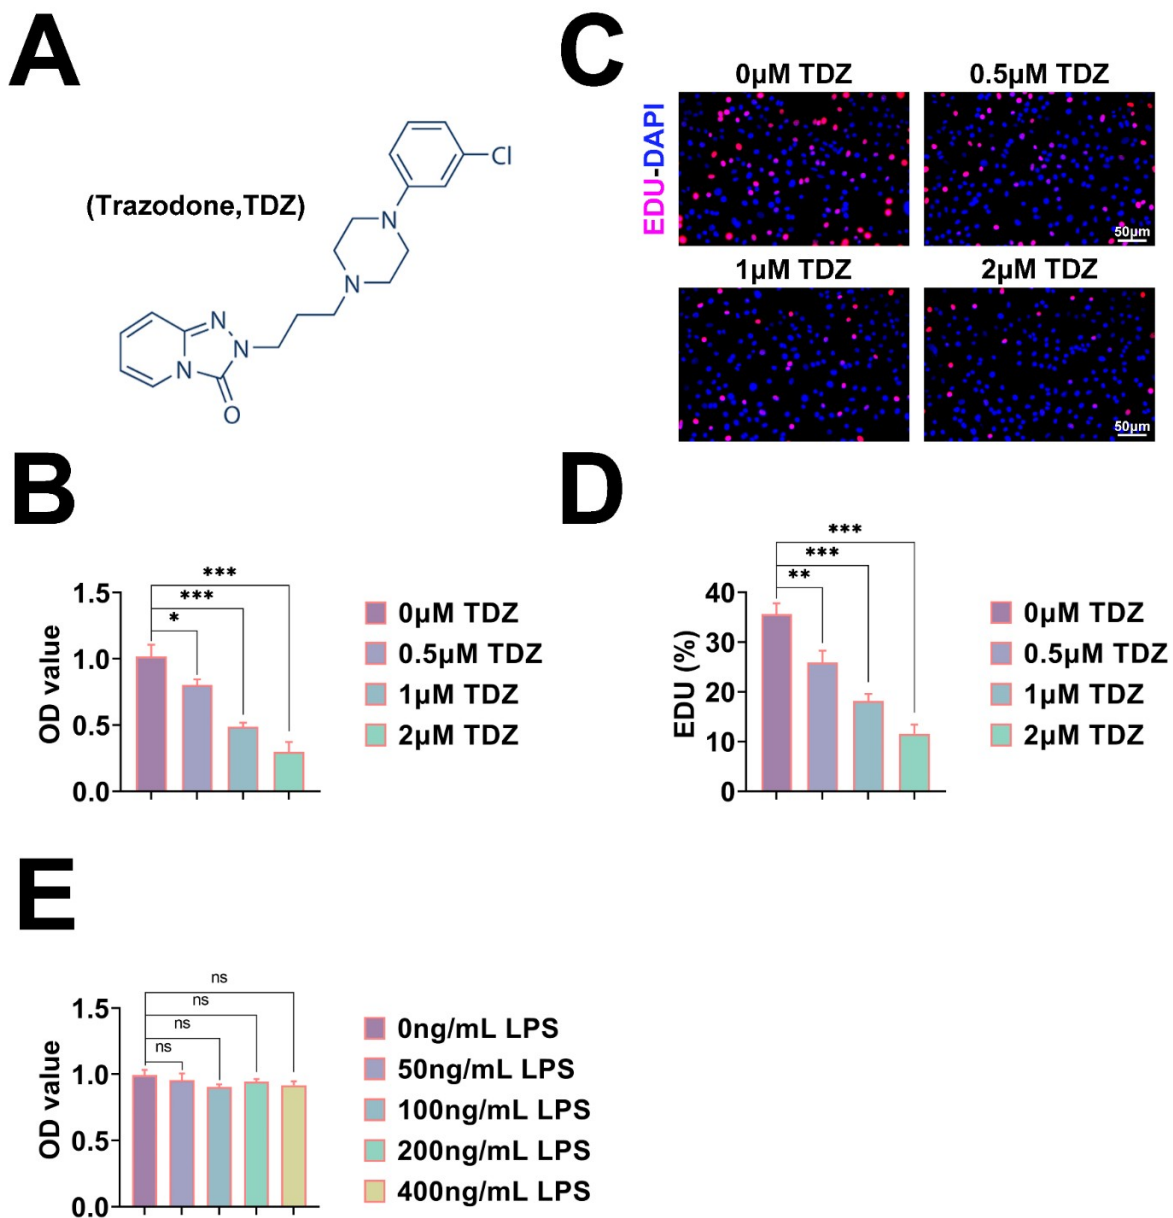 A
(Trazodone,TDZ)
Cl
N
N
N
N
N
O
C
0µM TDZ
0.5µM TDZ
EDU-DAPI
50µm
1µM TDZ
2µM TDZ
50µm
B
OD value
1.5
1.0
0.5
0.0
***
***
*
0µM TDZ
0.5µM TDZ
1µM TDZ
2µM TDZ
D
EDU (%)
40
30
20
10
0
***
***
**
0µM TDZ
0.5µM TDZ
1µM TDZ
2µM TDZ
E
OD value
1.5
1.0
0.5
0.0
ns
ns
ns
ns
0ng/mL LPS
50ng/mL LPS
100ng/mL LPS
200ng/mL LPS
400ng/mL LPS